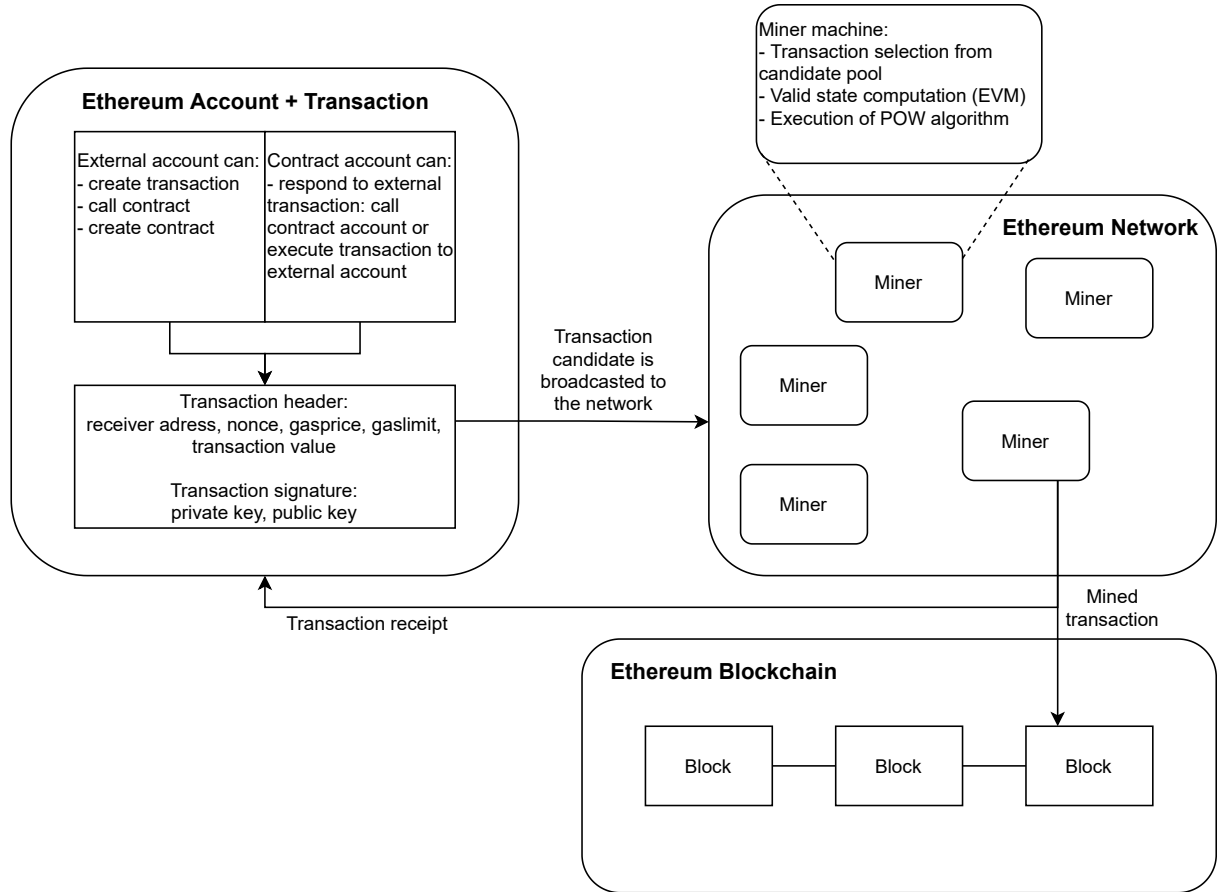 Miner machine:
- Transaction selection from
candidate pool
- Valid state computation (EVM)
- Execution of POW algorithm
Ethereum Account + Transaction
External account can:
- create transaction
- call contract
- create contract
Contract account can:
- respond to external
transaction: call
contract account or
execute transaction to
external account
Transaction header:
receiver adress, nonce, gasprice, gaslimit,
transaction value
Transaction signature:
private key, public key
Transaction
candidate is
broadcasted to
the network
Ethereum Network
Miner
Miner
Miner
Miner
Miner
Transaction receipt
Mined
transaction
Ethereum Blockchain
Block
Block
Block